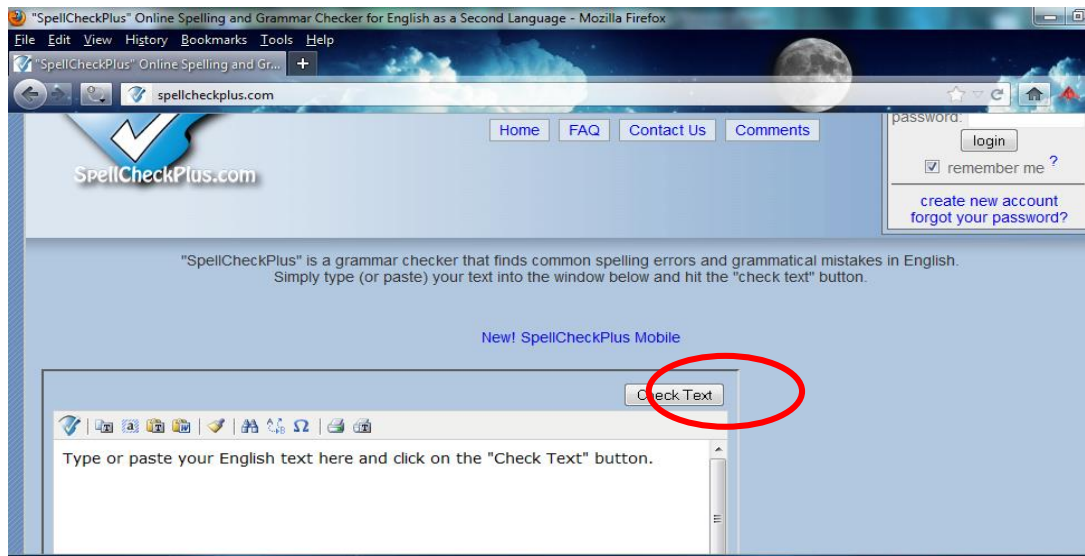 "SpellCheckPlus" Online Spelling and Grammar Checker for English as a Second Language - Mozilla Firefox
File Edit View History Bookmarks Tools Help
"SpellCheckPlus" Online Spelling and Gr... +
spellcheckplus.com
password:
Home FAQ Contact Us Comments
login
SpellCheckPlus.com
remember me ?
create new account
forgot your password?
"SpellCheckPlus" is a grammar checker that finds common spelling errors and grammatical mistakes in English.
Simply type (or paste) your text into the window below and hit the "check text" button.
New! SpellCheckPlus Mobile
Check Text
Type or paste your English text here and click on the "Check Text" button.